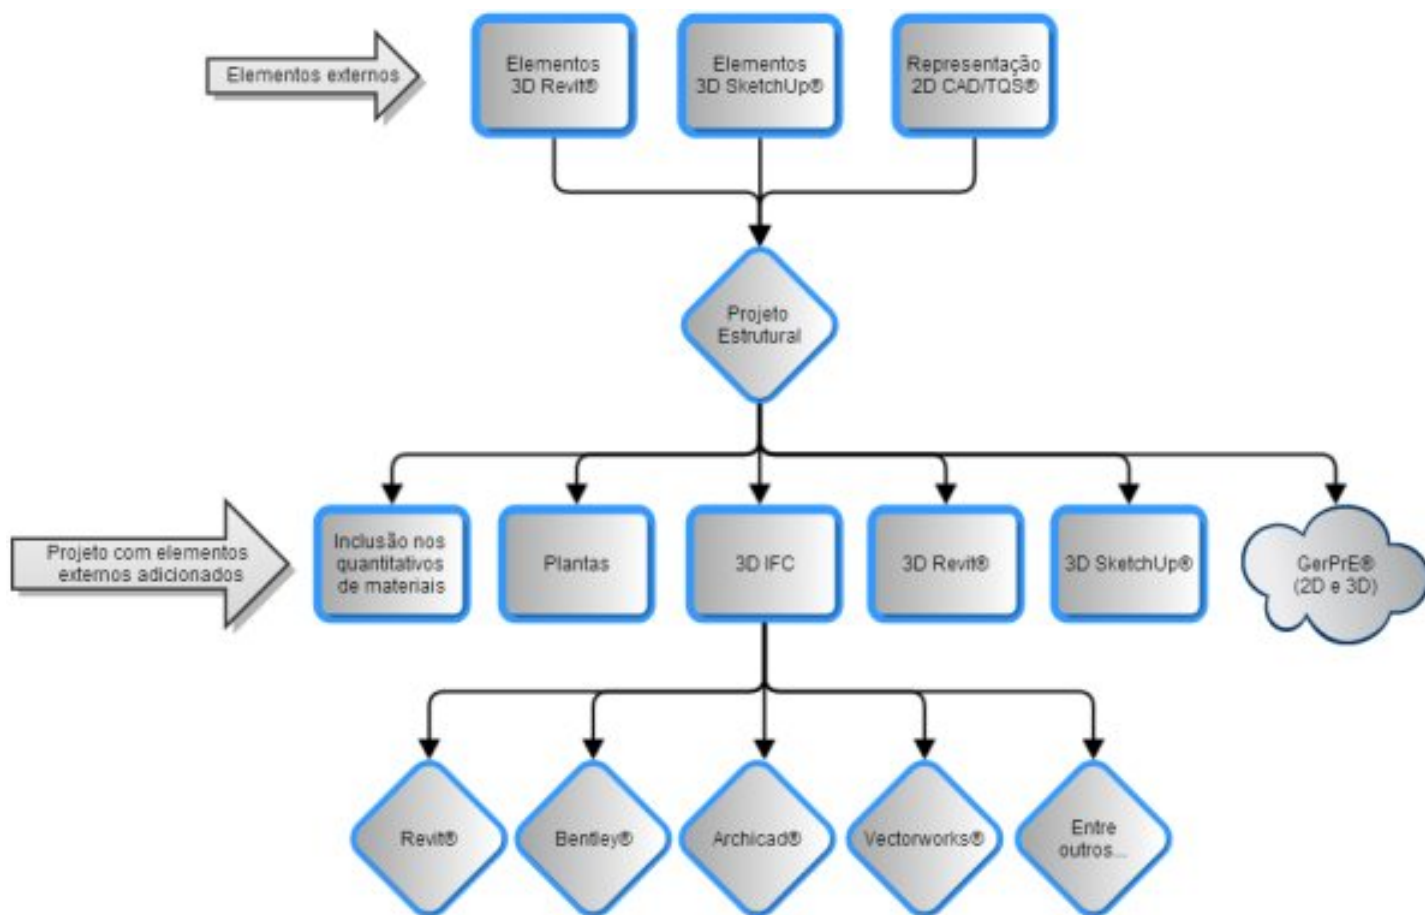 Elementos externos
Elementos
3D Revit®
Elementos
3D SketchUp®
Representação
2D CAD/TQS®
Projeto
Estrutural
Projeto com elementos
externos adicionados
Inclusão nos
quantitativos
de materiais
Plantas
3D IFC
3D Revit®
3D SketchUp®
GerPrE®
(2D e 3D)
Revit®
Bentley®
Archicad®
Vectorworks®
Entre
outros...